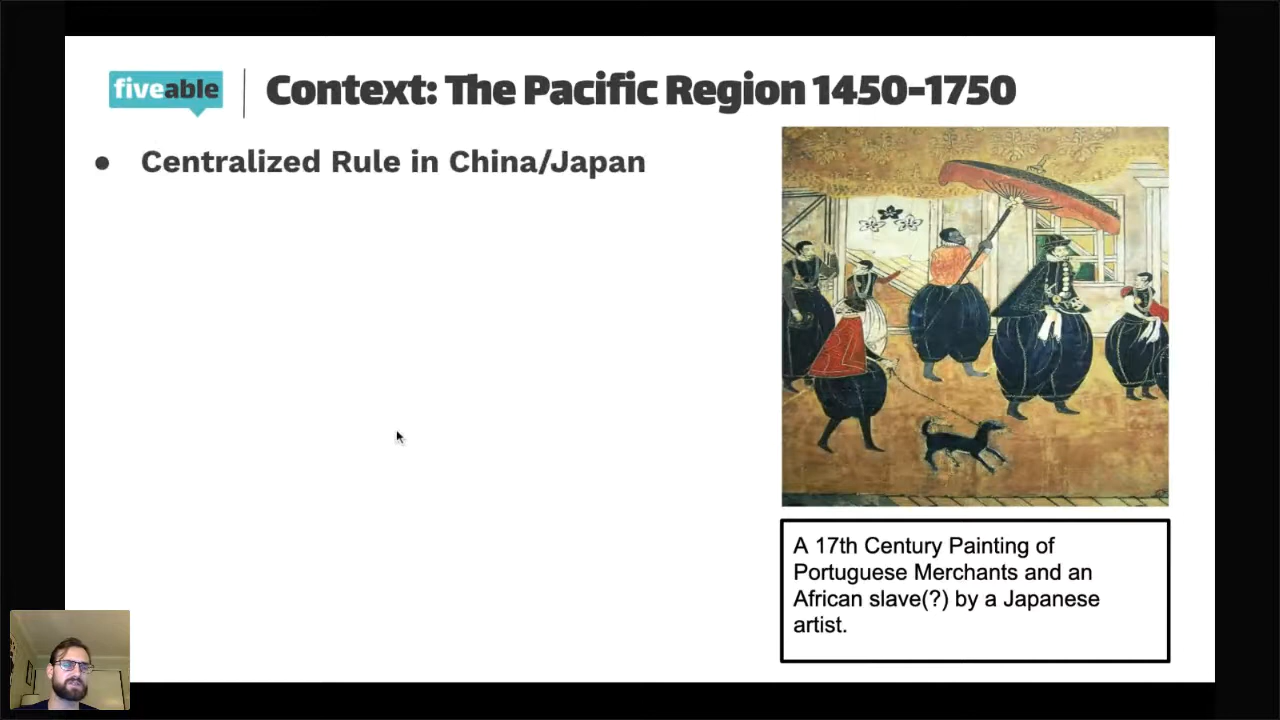 fiveable
Context: The Pacific Region 1450-1750
● Centralized Rule in China/Japan
A 17th Century Painting of
Portuguese Merchants and an
African slave(?) by a Japanese
artist.